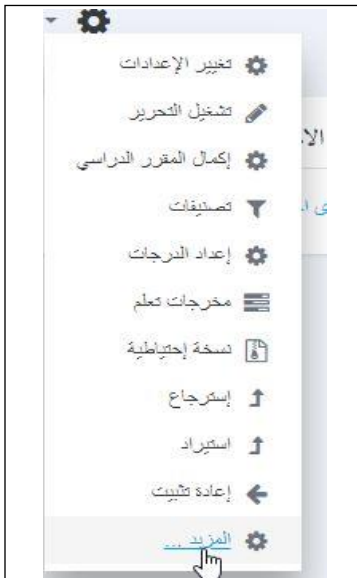 تغيير الإعدادات
تشغيل التحرير
الا
إكمال المقرر الدراسي
تصنيفات
ى ا
إعداد الدرجات
مخرجات تعلم
نسخة إحتياطية
إسترجاع
استيراد
إعادة تثبيت
المزيد ...